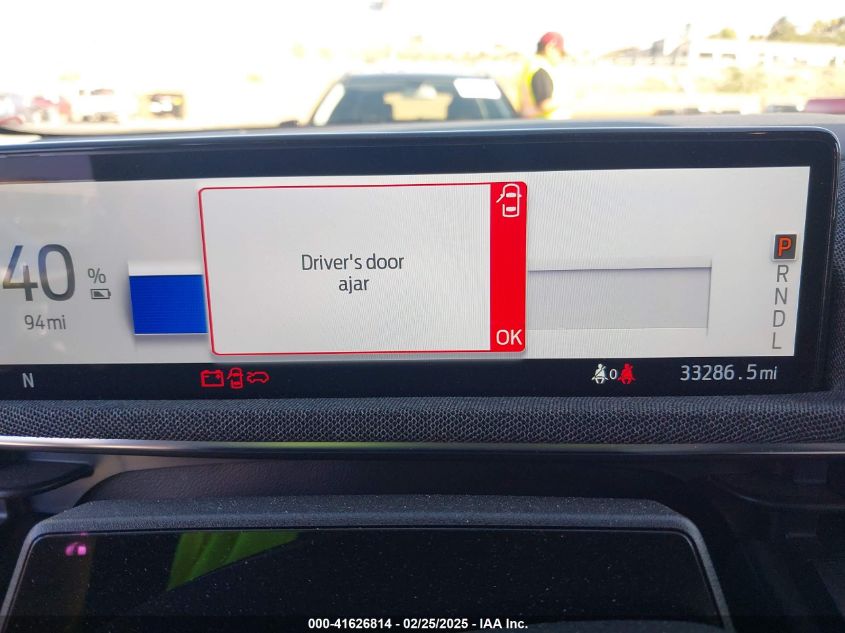 40 %
94mi
Driver's door
ajar
OK
P
R
N
D
L
N
0
33286.5mi
000-41626814 - 02/25/2025 - IAA Inc.